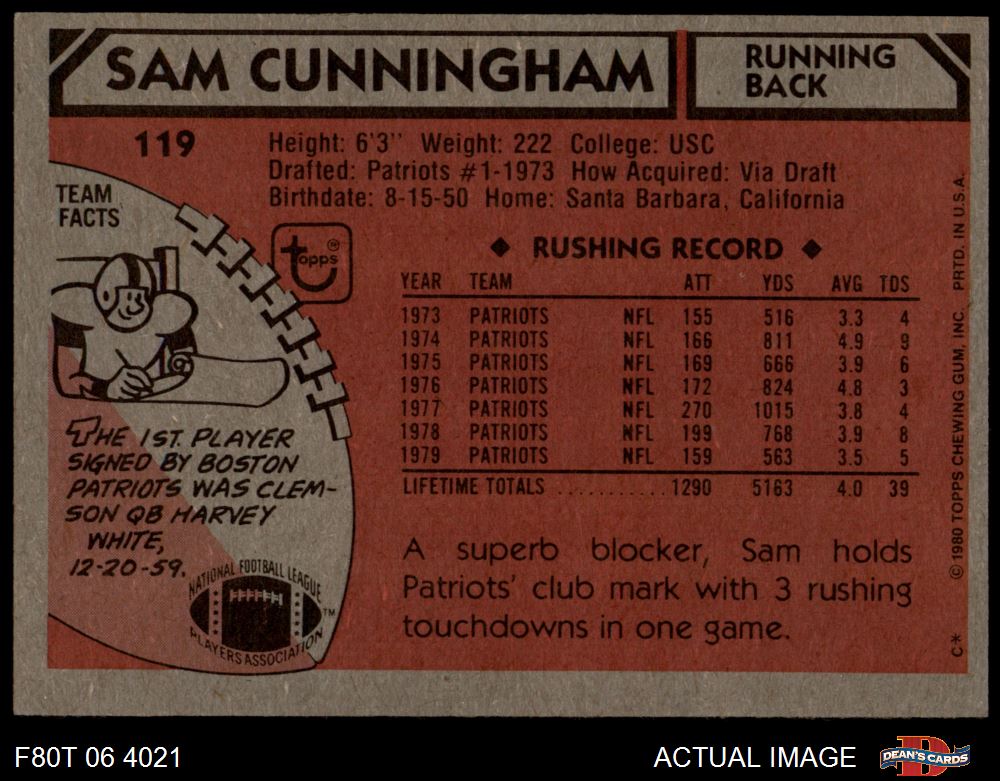 SAM CUNNINGHAM
RUNNING
BACK
119
Height: 6'3'' Weight: 222 College: USC
Drafted: Patriots #1-1973 How Acquired: Via Draft
Birthdate: 8-15-50 Home: Santa Barbara, California
TEAM
FACTS
topps
TM
◆ RUSHING RECORD ◆
YEAR TEAM ATT YDS AVG TDS
1973 PATRIOTS NFL 155 516 3.3 4
1974 PATRIOTS NFL 166 811 4.9 9
1975 PATRIOTS NFL 169 666 3.9 6
1976 PATRIOTS NFL 172 824 4.8 3
1977 PATRIOTS NFL 270 1015 3.8 4
1978 PATRIOTS NFL 199 768 3.9 8
1979 PATRIOTS NFL 159 563 3.5 5
LIFETIME TOTALS ...........1290 5163 4.0 39
THE 1ST. PLAYER
SIGNED BY BOSTON
PATRIOTS WAS CLEM-
SON QB HARVEY
WHITE,
12-20-59.
NATIONAL FOOTBALL LEAGUE
PLAYERS ASSOCIATION
TM
A superb blocker, Sam holds
Patriots' club mark with 3 rushing
touchdowns in one game.
C* © 1980 TOPPS CHEWING GUM, INC. PRTD. IN U.S.A.
F80T 06 4021
ACTUAL IMAGE
DEAN'S CARDS